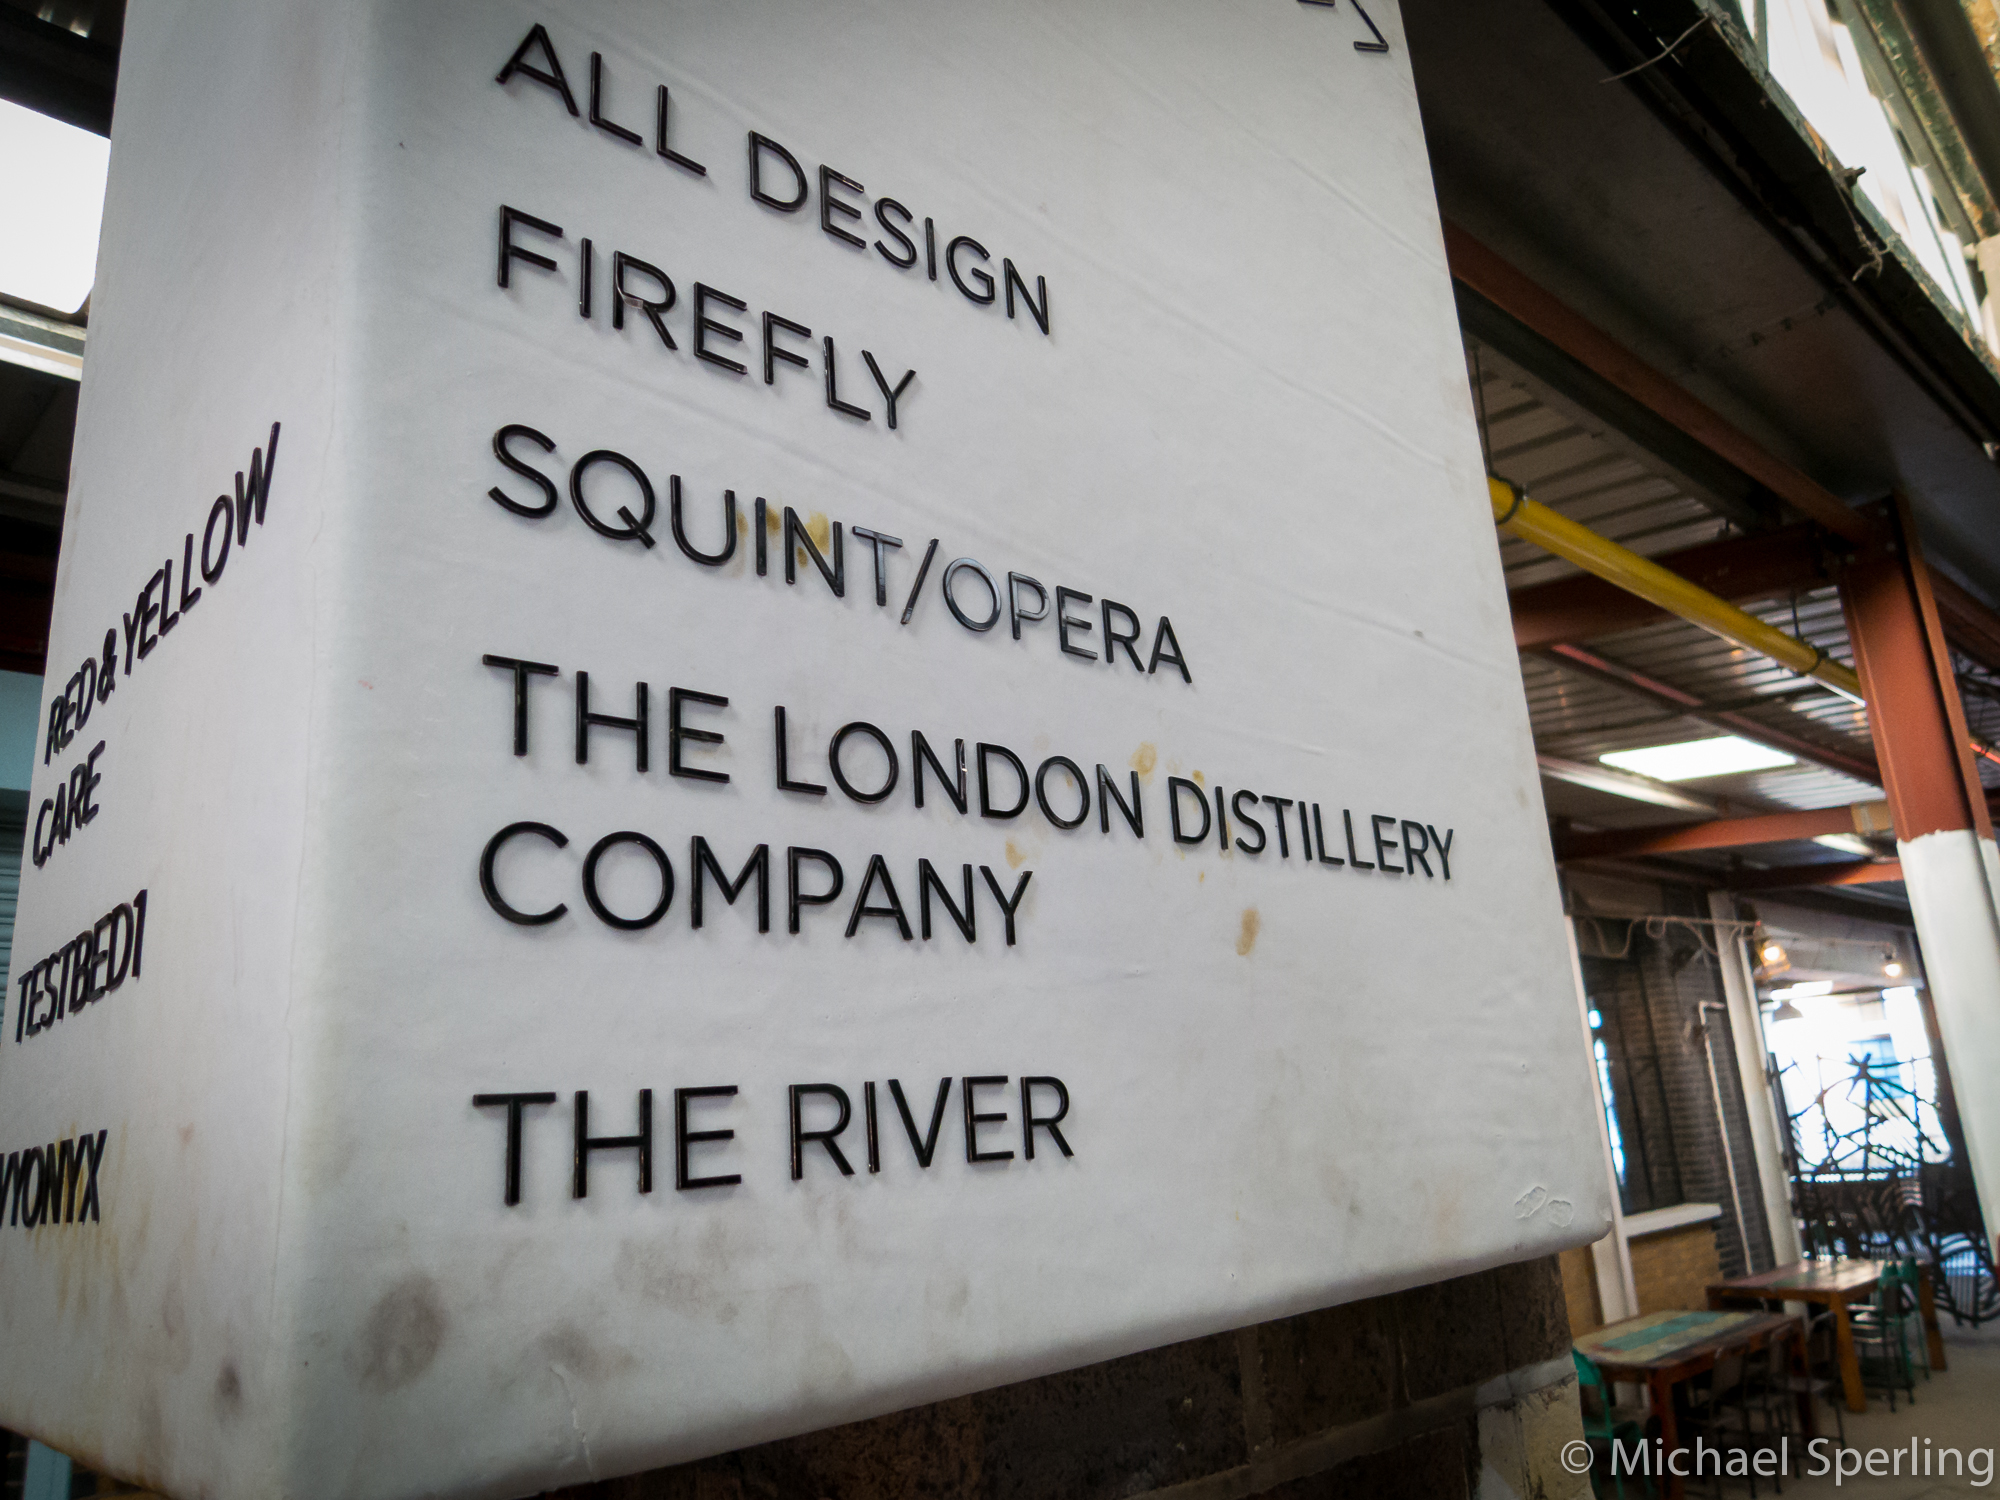 ALL DESIGN
FIREFLY
SQUINT/OPERA
THE LONDON DISTILLERY
COMPANY
THE RIVER
RED & YELLOW
CARE
TESTBED1
© Michael Sperling